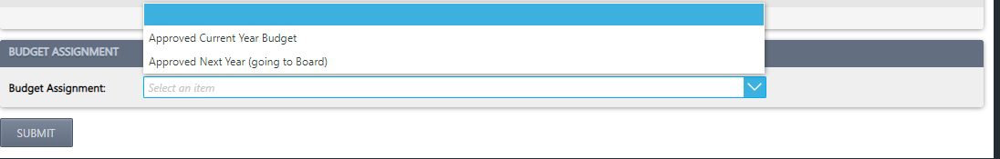 Approved Current Year Budget
BUDGET ASSIGNMENT
Approved Next Year (going to Board)
Budget Assignment:
Select an item
SUBMIT